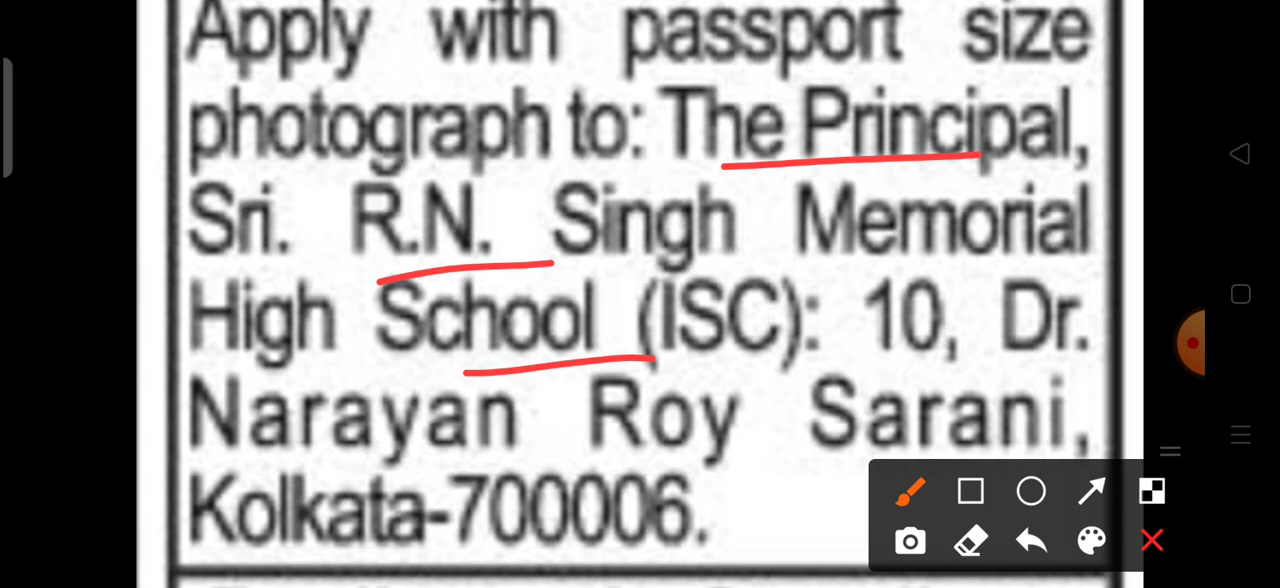 Apply with passport size
photograph to: The Principal,
Sri. R.N. Singh Memorial
High School (ISC): 10, Dr.
Narayan Roy Sarani,
Kolkata-700006.